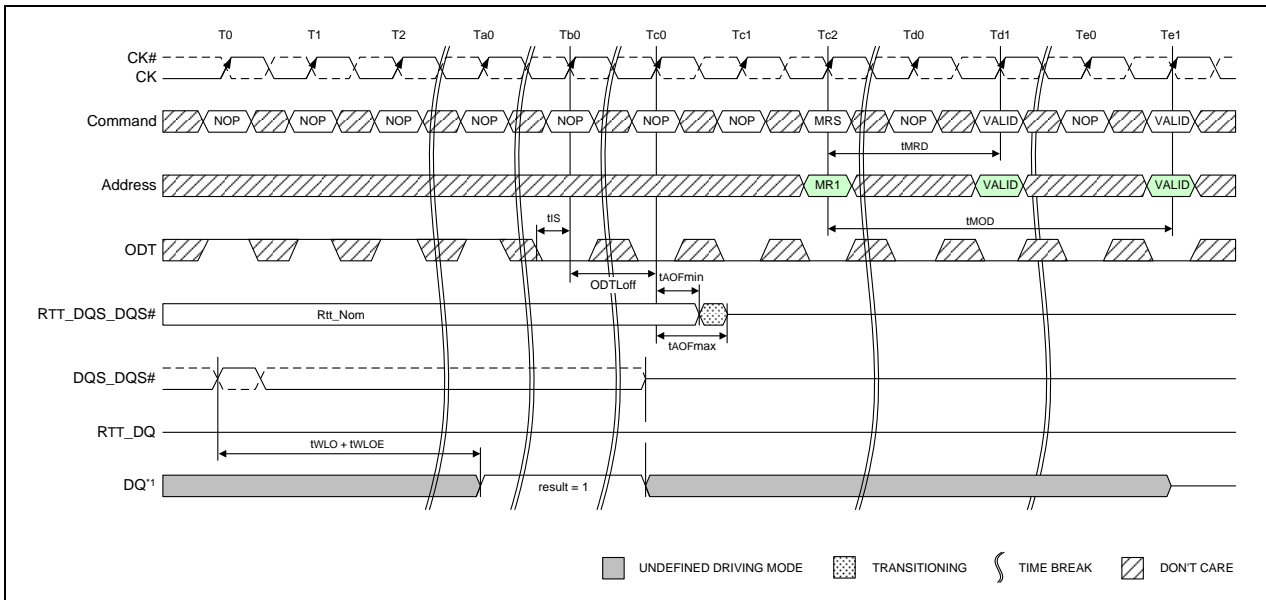 T0 T1 T2 Ta0 Tb0 Tc0 Tc1 Tc2 Td0 Td1 Te0 Te1
CK#
CK
Command NOP NOP NOP NOP NOP NOP NOP MRS NOP VALID NOP VALID
tMRD
Address MR1 VALID VALID
tIS
tMOD
ODT
tAOFmin
ODTLoff
RTT_DQS_DQS# Rtt_Nom
tAOFmax
DQS_DQS#
RTT_DQ
tWLO + tWLOE
DQ*1 result = 1
UNDEFINED DRIVING MODE TRANSITIONING TIME BREAK DON'T CARE